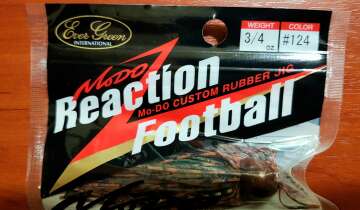 Ever Green
INTERNATIONAL
WEIGHT
3/4 oz
COLOR
#124
MoDO
Reaction
Mo-DO CUSTOM RUBBER JIG
Football